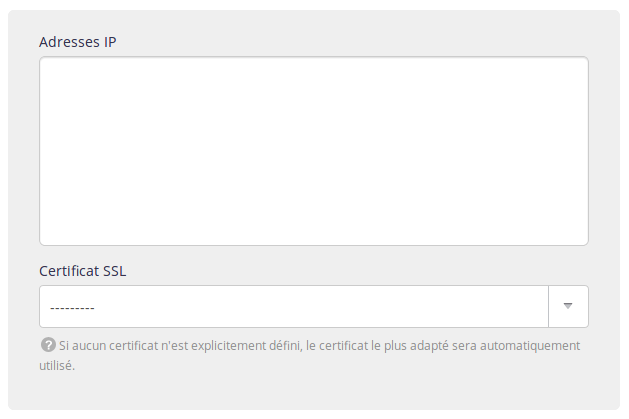 Adresses IP
Certificat SSL
---------
? Si aucun certificat n'est explicitement défini, le certificat le plus adapté sera automatiquement
utilisé.